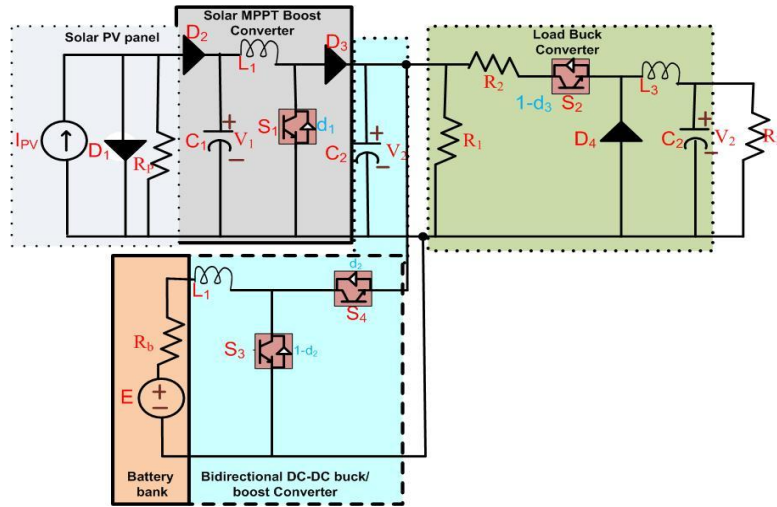 Solar PV panel
Solar MPPT Boost
Converter
Load Buck
Converter
D2
L1
D3
R2
1-d3
S2
L3
IPV
D1
RP
C1
V1
+
−
S1
d1
C2
V2
+
−
R1
D4
C2
V2
+
−
R
L1
d2
S4
Rb
S3
1-d2
E
+
−
Battery
bank
Bidirectional DC-DC buck/
boost Converter